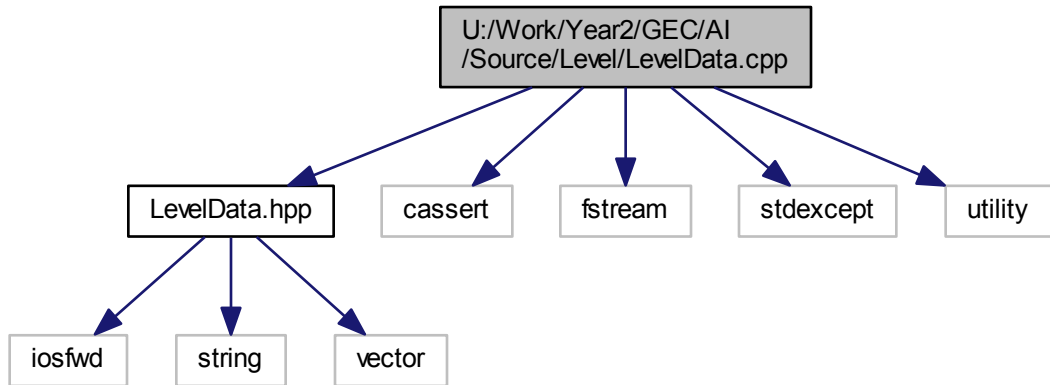 U:/Work/Year2/GEC/AI
/Source/Level/LevelData.cpp
LevelData.hpp
cassert
fstream
stdexcept
utility
iosfwd
string
vector